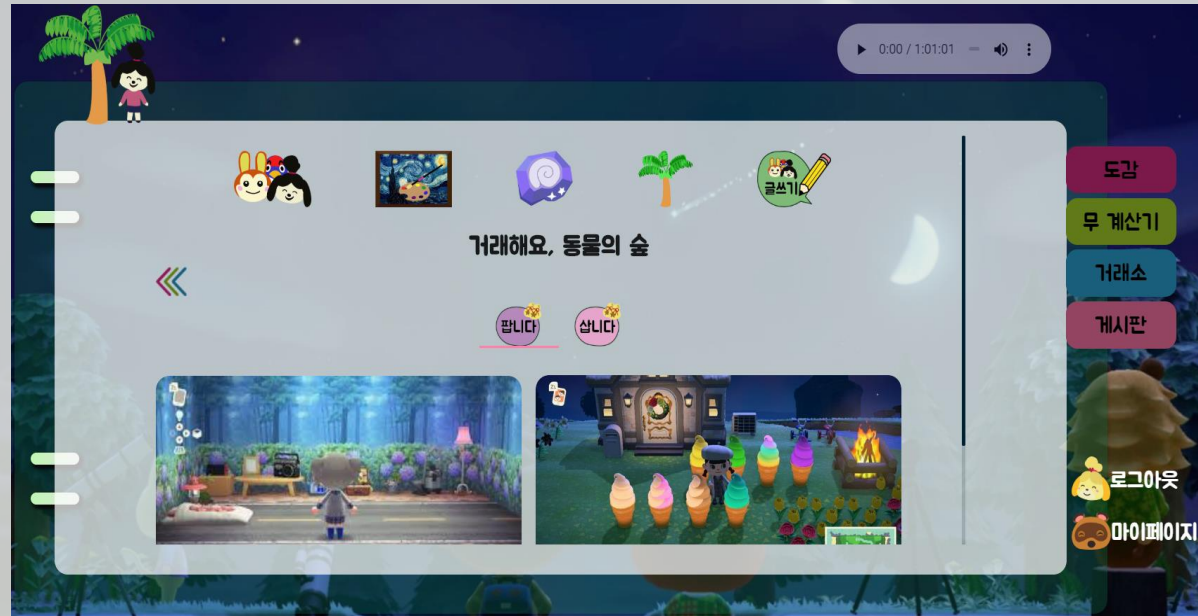 0:00 / 1:01:01
글쓰기
거래해요, 동물의 숲
팝니다
삽니다
도감
무 계산기
거래소
게시판
로그아웃
마이페이지